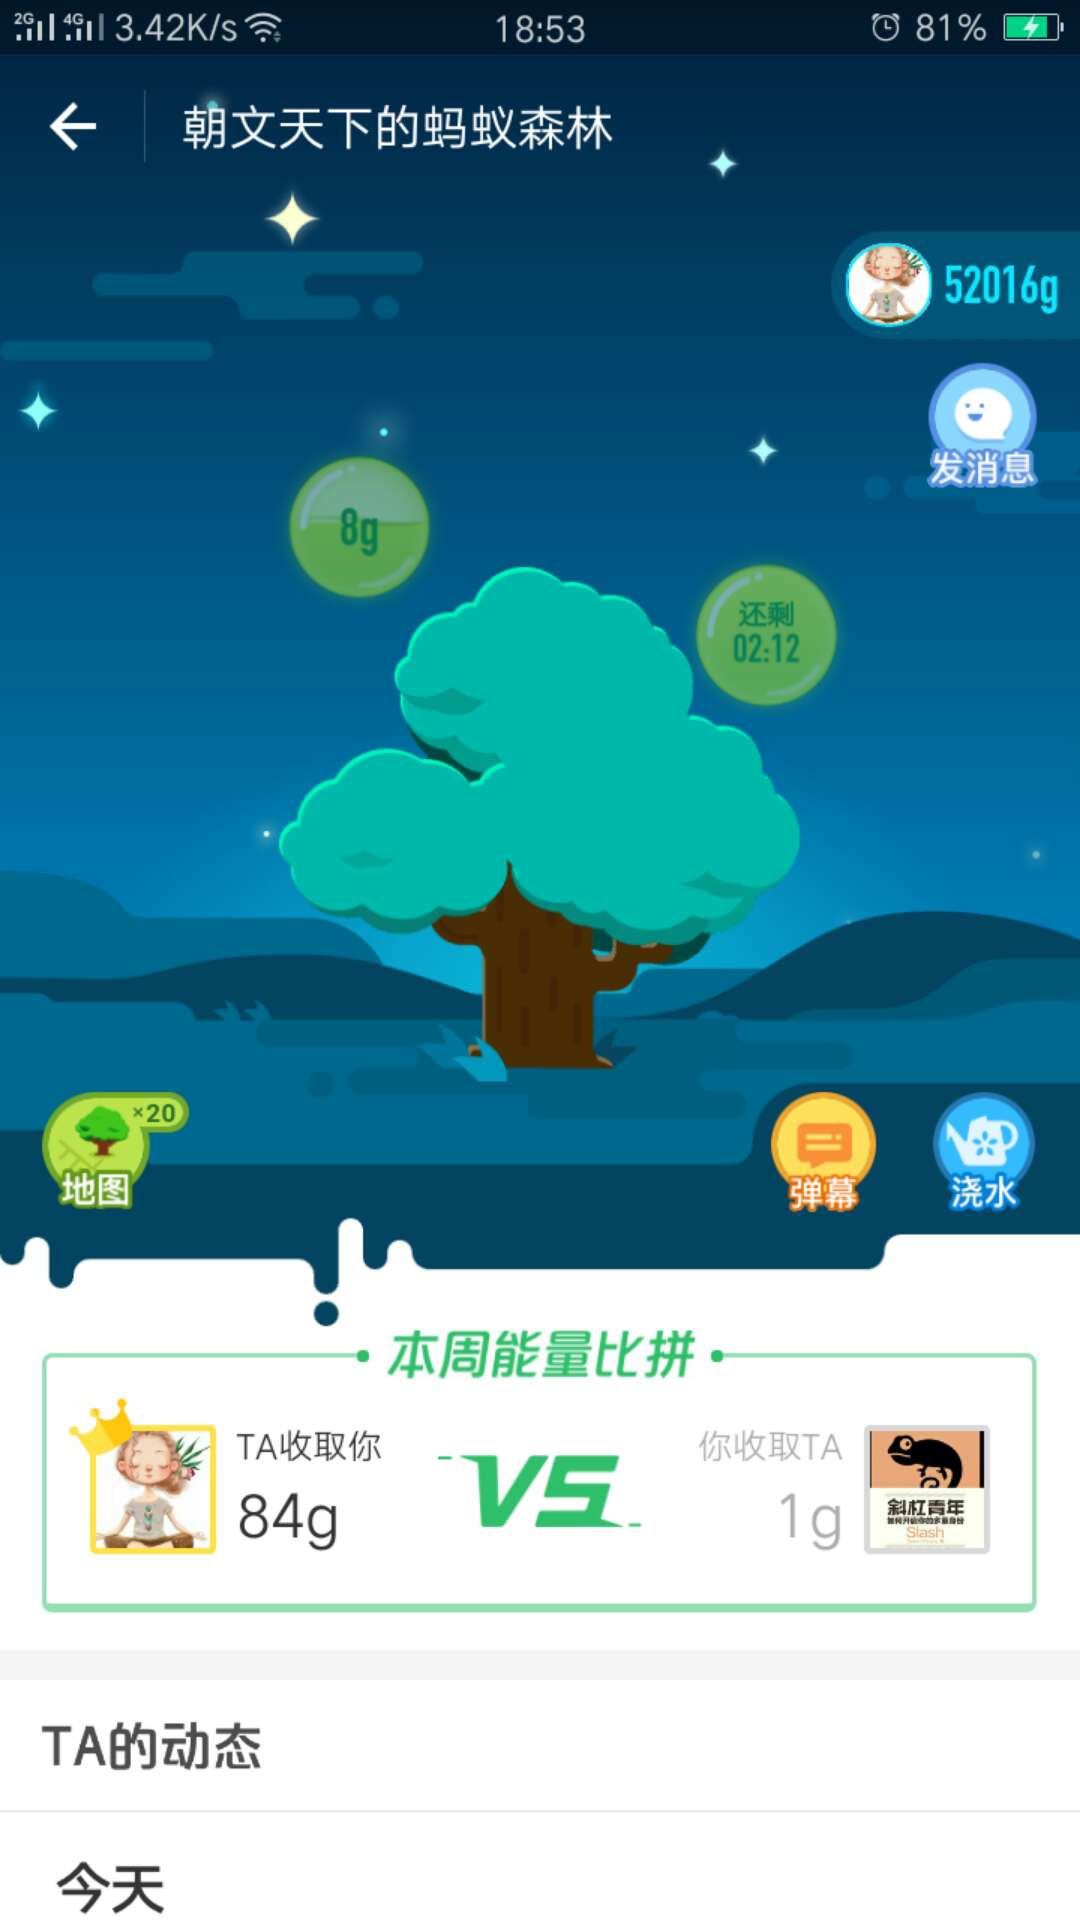 2G 4G 3.42K/s 18:53 81%
朝文天下的蚂蚁森林
52016g
发消息
8g
还剩
02:12
×20
地图
弹幕
浇水
本周能量比拼
TA收取你
84g
VS
你收取TA
1g
斜杠青年
Slash
TA的动态
今天